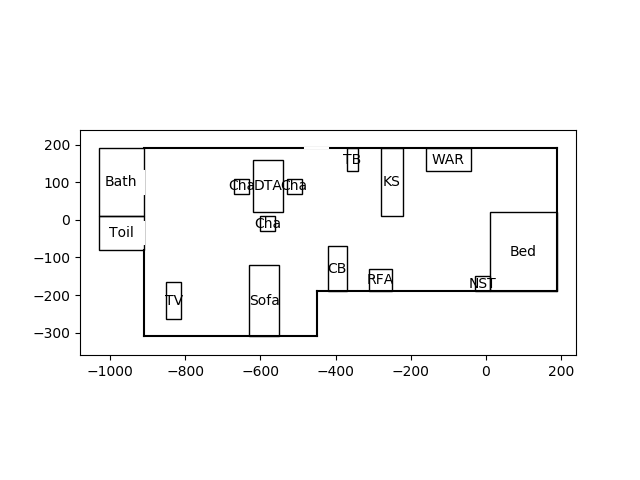 200
100
0
−100
−200
−300
−1000
−800
−600
−400
−200
0
200
Bath
Toil
TV
Cha
DTA
Cha
Cha
Sofa
TB
KS
WAR
CB
RFA
NST
Bed